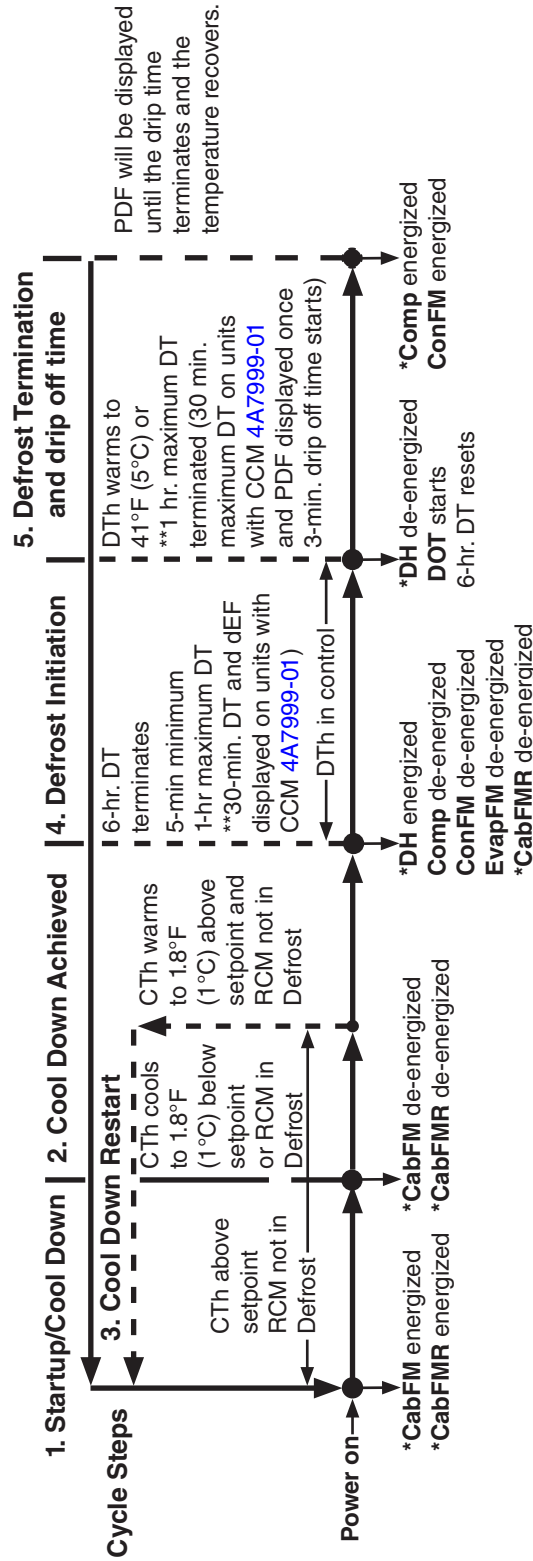 1. Startup/Cool Down
2. Cool Down Achieved
4. Defrost Initiation
5. Defrost Termination
and drip off time
Cycle Steps
3. Cool Down Restart
CTh above
setpoint
RCM not in
Defrost
CTh cools
to 1.8°F
(1°C) below
setpoint
or RCM in
Defrost
CTh warms
to 1.8°F
(1°C) above
setpoint and
RCM not in
Defrost
6-hr. DT
terminates
5-min minimum
1-hr maximum DT
**30-min. DT and dEF
displayed on units with
CCM 4A7999-01)
DTh in control
DTh warms to
41°F (5°C) or
**1 hr. maximum DT
terminated (30 min.
maximum DT on units
with CCM 4A7999-01
and PDF displayed once
3-min. drip off time starts)
PDF will be displayed
until the drip time
terminates and the
temperature recovers.
Power on
*CabFM energized
*CabFMR energized
*CabFM de-energized
*CabFMR de-energized
*DH energized
Comp de-energized
ConFM de-energized
EvapFM de-energized
*CabFMR de-energized
*DH de-energized
DOT starts
6-hr. DT resets
*Comp energized
ConFM energized